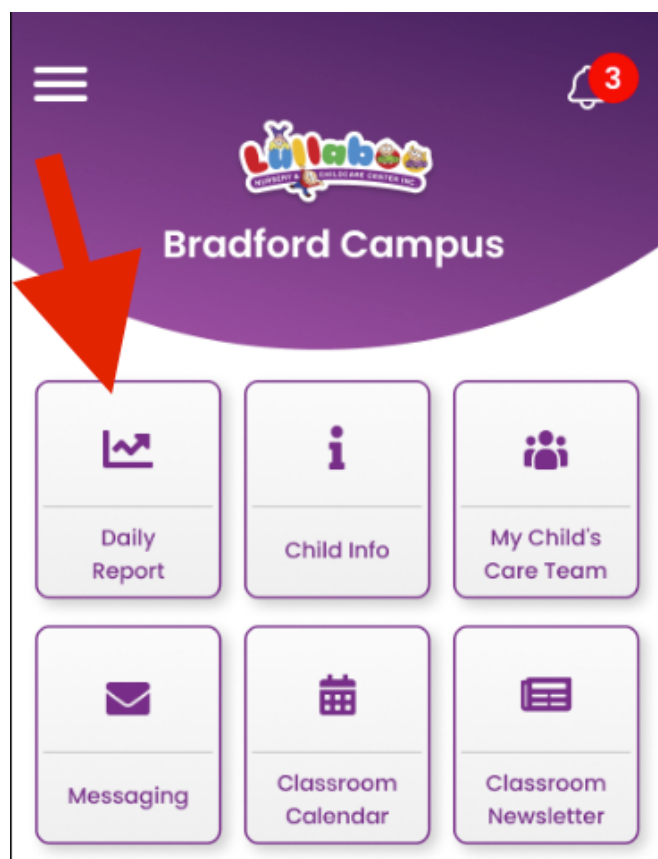 3
Lullaboo
NURSERY & CHILDCARE CENTER INC.
Bradford Campus
Daily
Report
Child Info
My Child's
Care Team
Messaging
Classroom
Calendar
Classroom
Newsletter